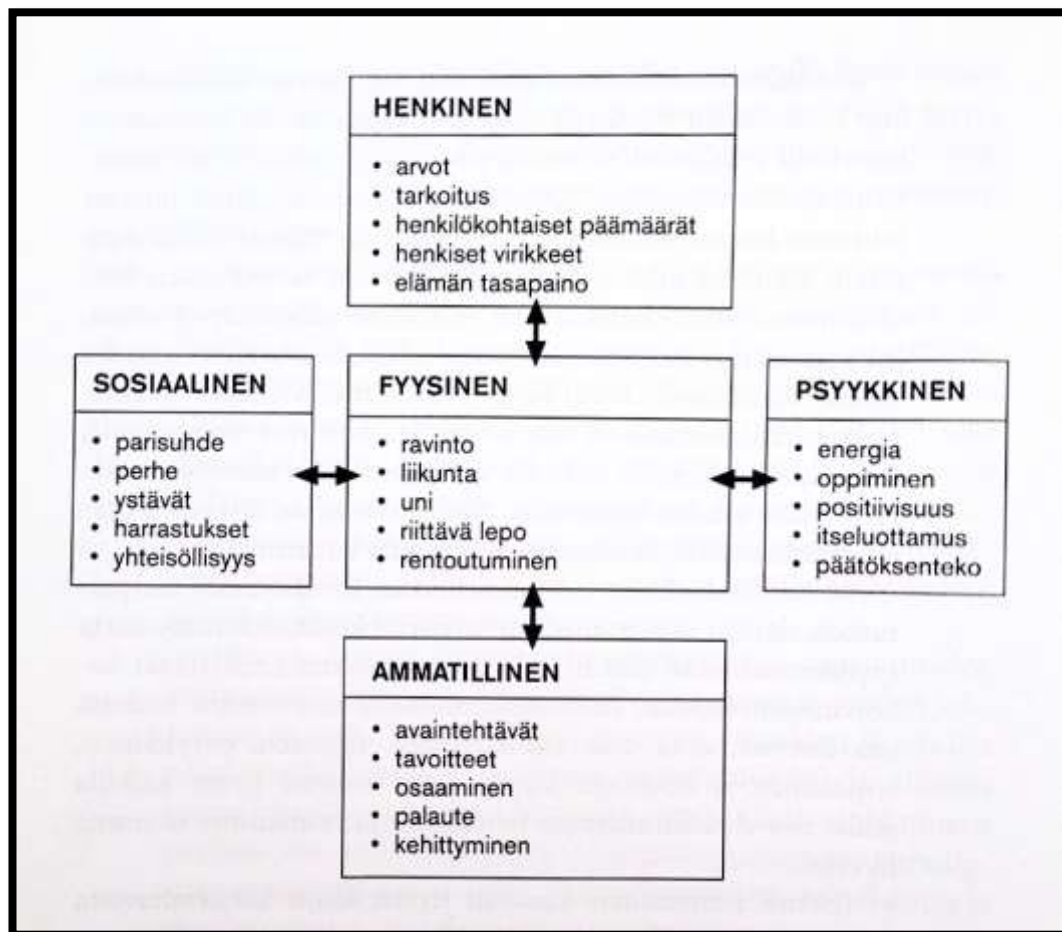 HENKINEN
• arvot
• tarkoitus
• henkilökohtaiset päämäärät
• henkiset virikkeet
• elämän tasapaino
SOSIAALINEN
• parisuhde
• perhe
• ystävät
• harrastukset
• yhteisöllisyys
FYYSINEN
• ravinto
• liikunta
• uni
• riittävä lepo
• rentoutuminen
PSYYKKINEN
• energia
• oppiminen
• positiivisuus
• itseluottamus
• päätöksenteko
AMMATILLINEN
• avaintehtävät
• tavoitteet
• osaaminen
• palaute
• kehittyminen